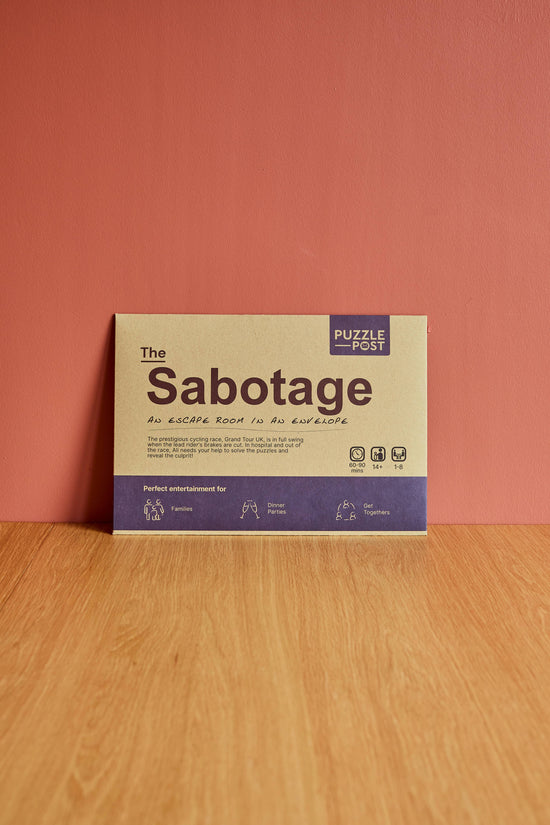 PUZZLE
POST
The
Sabotage
AN ESCAPE ROOM IN AN ENVELOPE
The prestigious cycling race, Grand Tour UK, is in full swing
when the lead rider's brakes are cut. In hospital and out of
the race, Ali needs your help to solve the puzzles and
reveal the culprit!
60-90
mins
14+
1-8
Perfect entertainment for
Families
Dinner
Parties
Get
Togethers